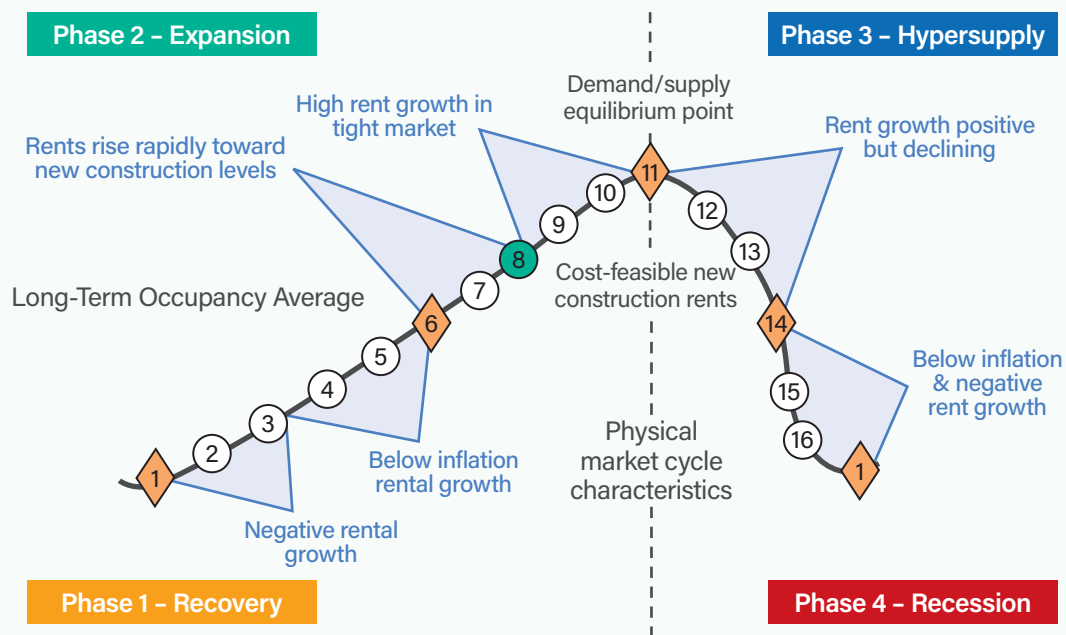 Phase 2 – Expansion
Phase 3 – Hypersupply
Demand/supply
equilibrium point
High rent growth in
tight market
Rents rise rapidly toward
new construction levels
Rent growth positive
but declining
11
10
12
9
13
8
Cost-feasible new
construction rents
7
Long-Term Occupancy Average
6
14
5
Below inflation
& negative
rent growth
4
15
3
16
Physical
market cycle
characteristics
2
Below inflation
rental growth
1
1
Negative rental
growth
Phase 1 – Recovery
Phase 4 – Recession